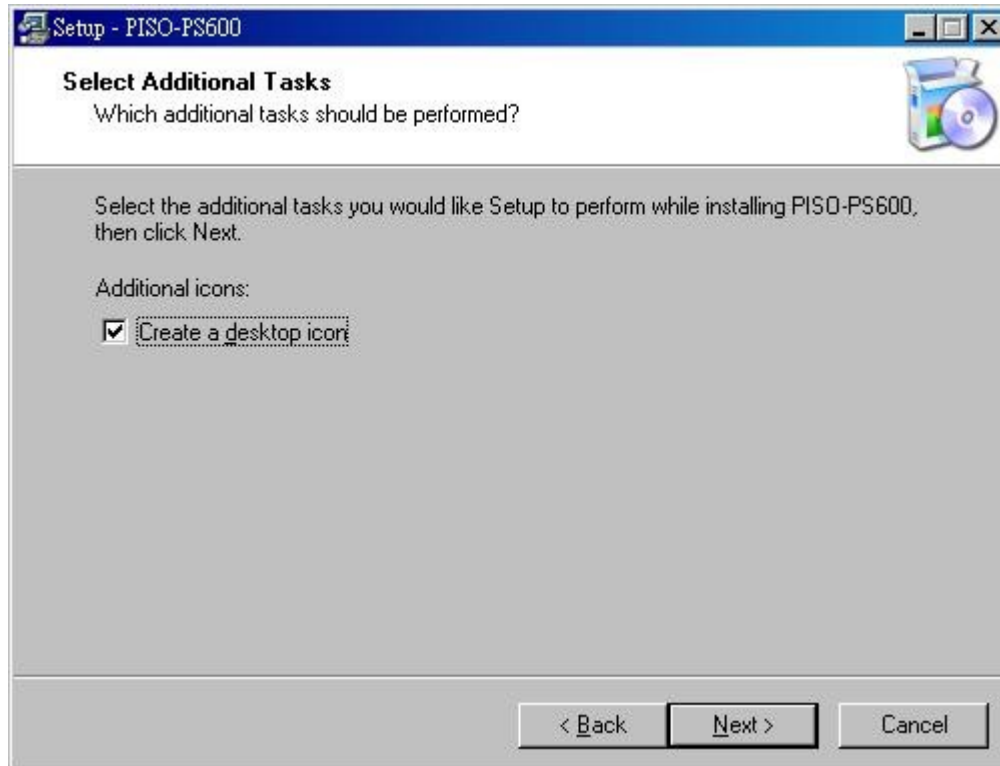 Setup - PISO-PS600
Select Additional Tasks
Which additional tasks should be performed?
Select the additional tasks you would like Setup to perform while installing PISO-PS600,
then click Next.
Additional icons:
Create a desktop icon
< Back
Next >
Cancel